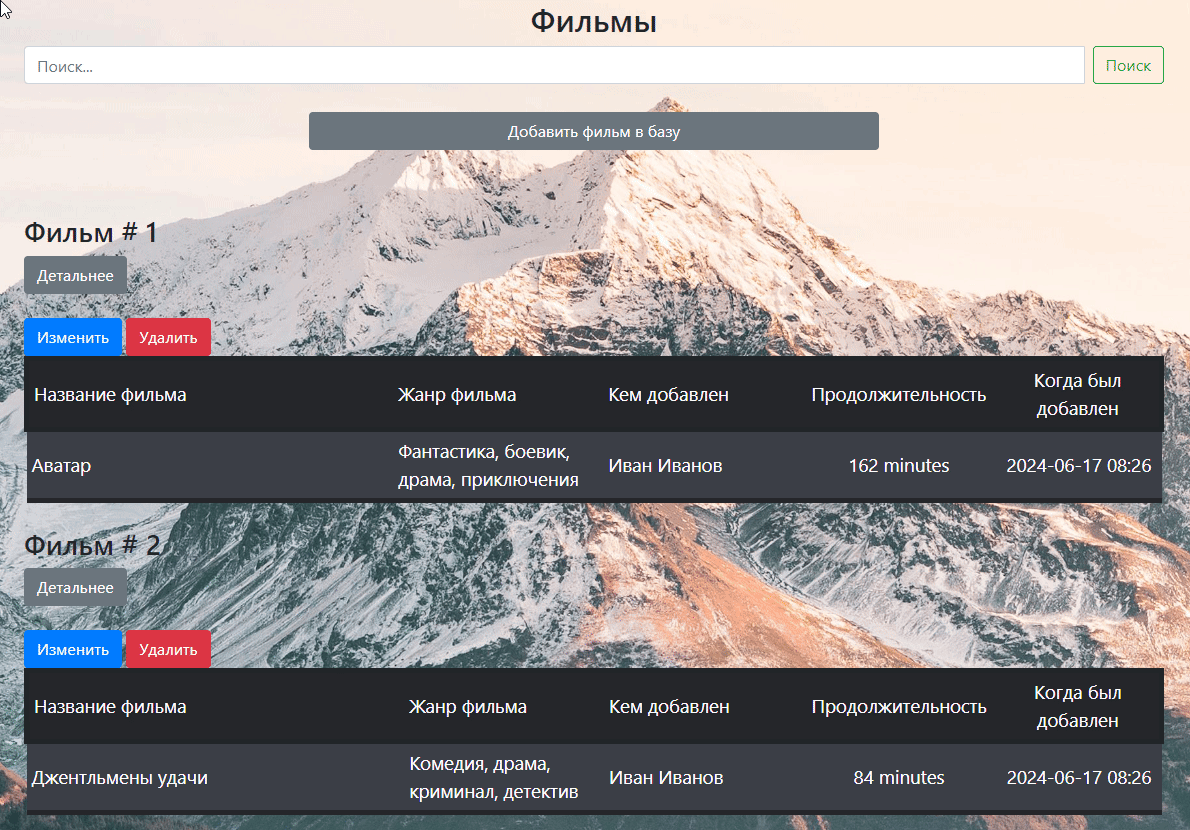 Фильмы
Поиск...
Поиск
Добавить фильм в базу
Фильм # 1
Детальнее
Изменить Удалить
Название фильма Жанр фильма Кем добавлен Продолжительность Когда был добавлен
Аватар Фантастика, боевик, драма, приключения Иван Иванов 162 minutes 2024-06-17 08:26
Фильм # 2
Детальнее
Изменить Удалить
Название фильма Жанр фильма Кем добавлен Продолжительность Когда был добавлен
Джентльмены удачи Комедия, драма, криминал, детектив Иван Иванов 84 minutes 2024-06-17 08:26